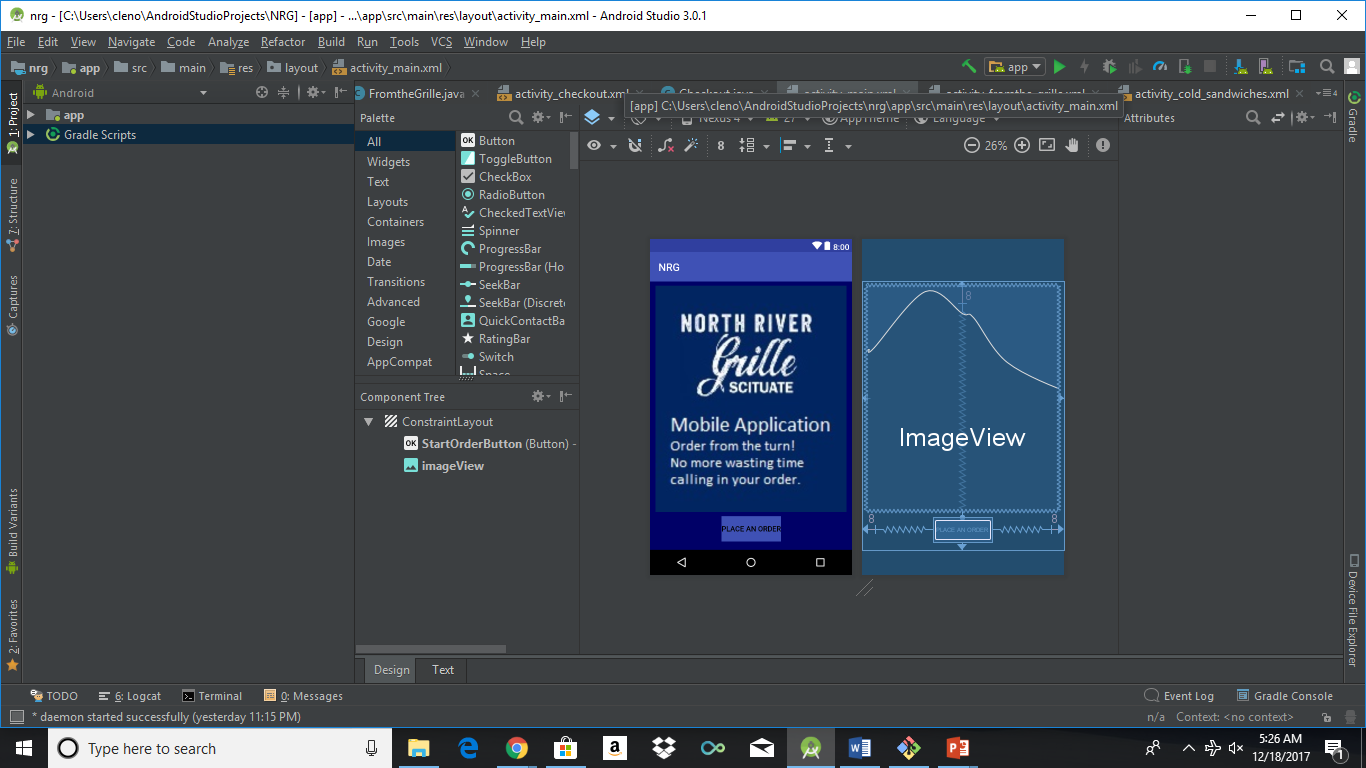 nrg - [C:\Users\cleno\AndroidStudioProjects\NRG] - [app] - ...\app\src\main\res\layout\activity_main.xml - Android Studio 3.0.1
File Edit View Navigate Code Analyze Refactor Build Run Tools VCS Window Help
nrg app src main res layout activity_main.xml app
Android
FromtheGrille.java activity_checkout.xml activity_cold_sandwiches.xml 4
[app] C:\Users\cleno\AndroidStudioProjects\nrg\app\src\main\res\layout\activity_main.xml
1: Project
7: Structure
Captures
Build Variants
2: Favorites
app
Gradle Scripts
Palette
All
Widgets
Text
Layouts
Containers
Images
Date
Transitions
Advanced
Google
Design
AppCompat
Button
ToggleButton
CheckBox
RadioButton
CheckedTextVie
Spinner
ProgressBar
ProgressBar (Ho
SeekBar
SeekBar (Discrete
QuickContactBa
RatingBar
Switch
Space
Component Tree
ConstraintLayout
OK StartOrderButton (Button) -
imageView
Nexus 4 27 AppTheme Language
8 26%
Attributes
8:00
NRG
NORTH RIVER
Grille
SCITUATE
Mobile Application
Order from the turn!
No more wasting time
calling in your order.
PLACE AN ORDER
8
ImageView
8 8
PLACE AN ORDER
Gradle
Device File Explorer
Design Text
TODO 6: Logcat Terminal 0: Messages Event Log Gradle Console
* daemon started successfully (yesterday 11:15 PM) n/a Context: <no context>
Type here to search
5:26 AM
12/18/2017
1